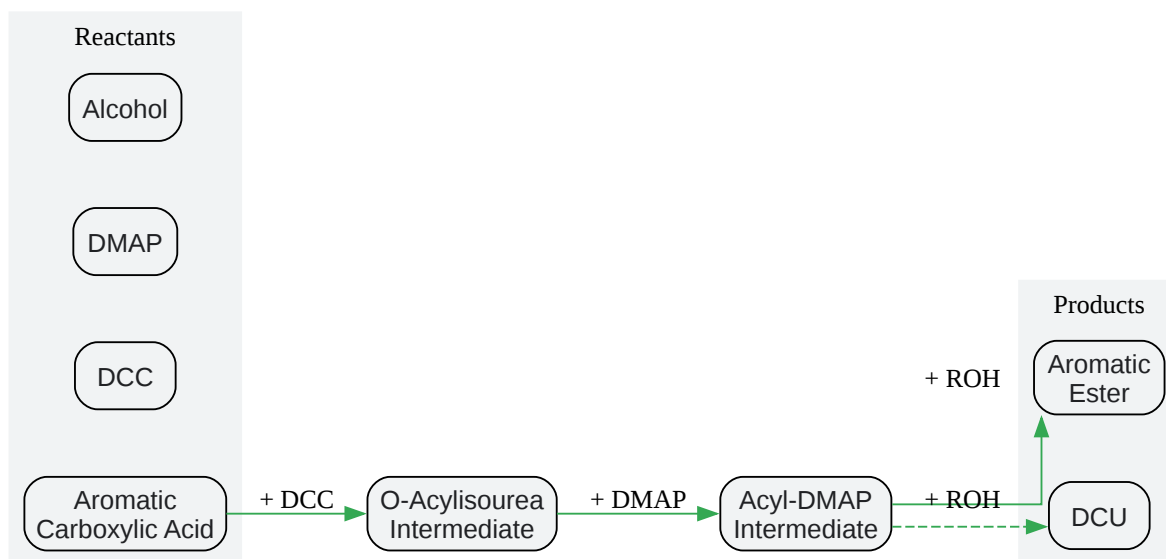 Reactants
Alcohol
DMAP
DCC
Aromatic
Carboxylic Acid
+ DCC
O-Acylisourea
Intermediate
+ DMAP
Acyl-DMAP
Intermediate
+ ROH
+ ROH
Products
Aromatic
Ester
DCU